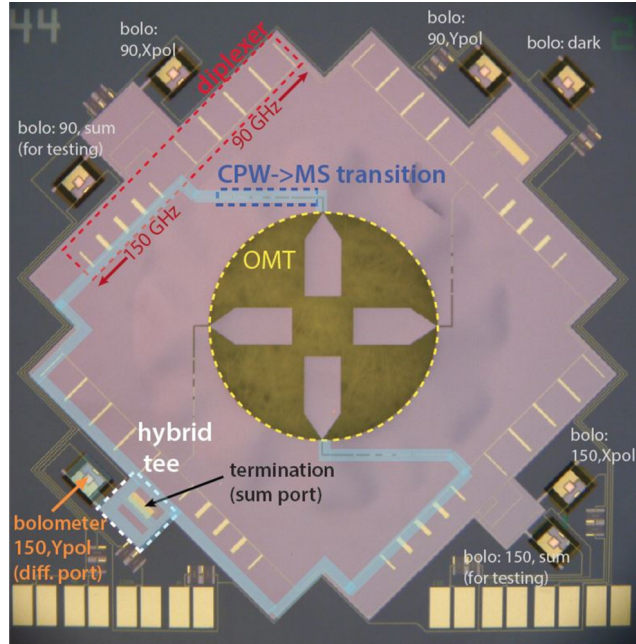 44
2
bolo:
90,Xpol
diplexer
bolo:
90,Ypol
bolo: dark
90 GHz
bolo: 90, sum
(for testing)
CPW->MS transition
150 GHz
OMT
hybrid
tee
termination
(sum port)
bolo:
150,Xpol
bolometer
150,Ypol
(diff. port)
bolo: 150, sum
(for testing)